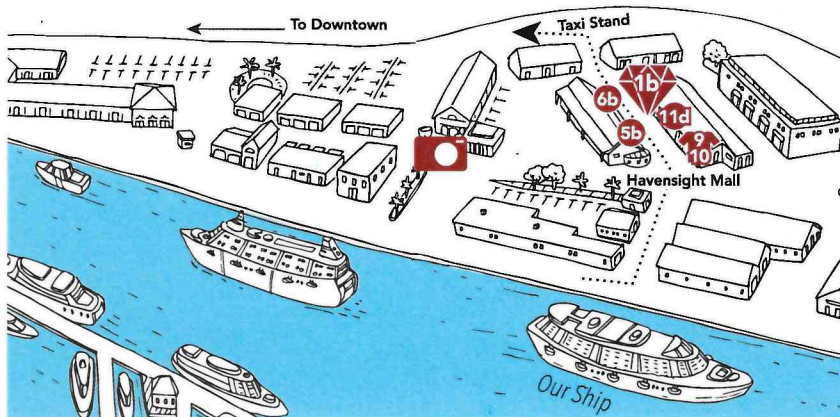 To Downtown
Taxi Stand
1b
6b
11d
5b
9
10
Havensight Mall
Our Ship